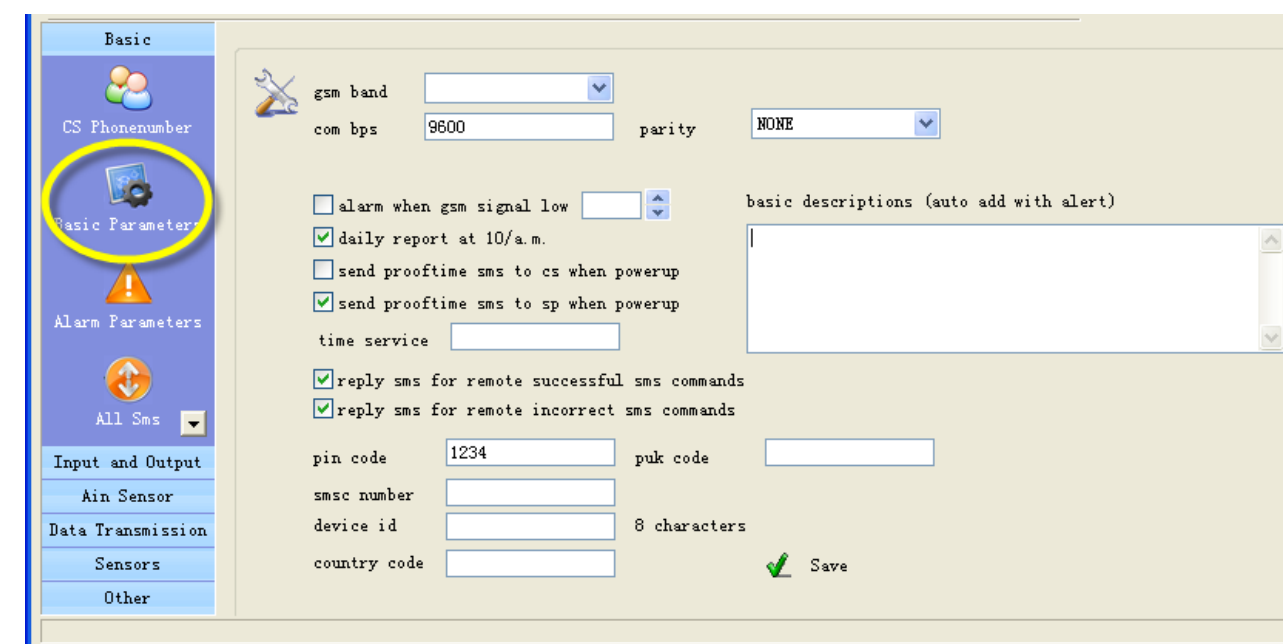 Basic
CS Phonenumber
Basic Parameters
Alarm Parameters
All Sms
Input and Output
Ain Sensor
Data Transmission
Sensors
Other
gsm band
com bps 9600 parity NONE
alarm when gsm signal low
basic descriptions (auto add with alert)
daily report at 10/a.m.
send prooftime sms to cs when powerup
send prooftime sms to sp when powerup
time service
reply sms for remote successful sms commands
reply sms for remote incorrect sms commands
pin code 1234 puk code
smsc number
device id 8 characters
country code
Save